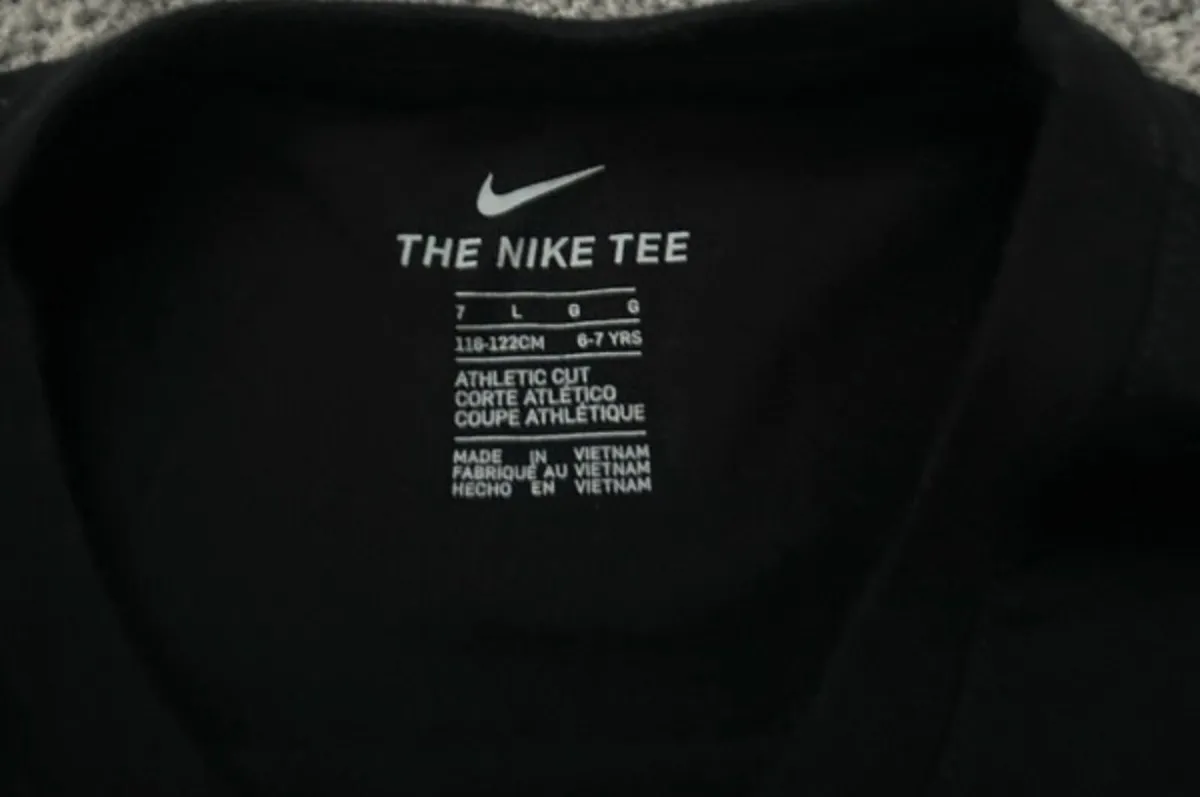 THE NIKE TEE
7 L G G
116-122CM 6-7 YRS
ATHLETIC CUT
CORTE ATLÉTICO
COUPE ATHLÉTIQUE
MADE IN VIETNAM
FABRIQUÉ AU VIETNAM
HECHO EN VIETNAM